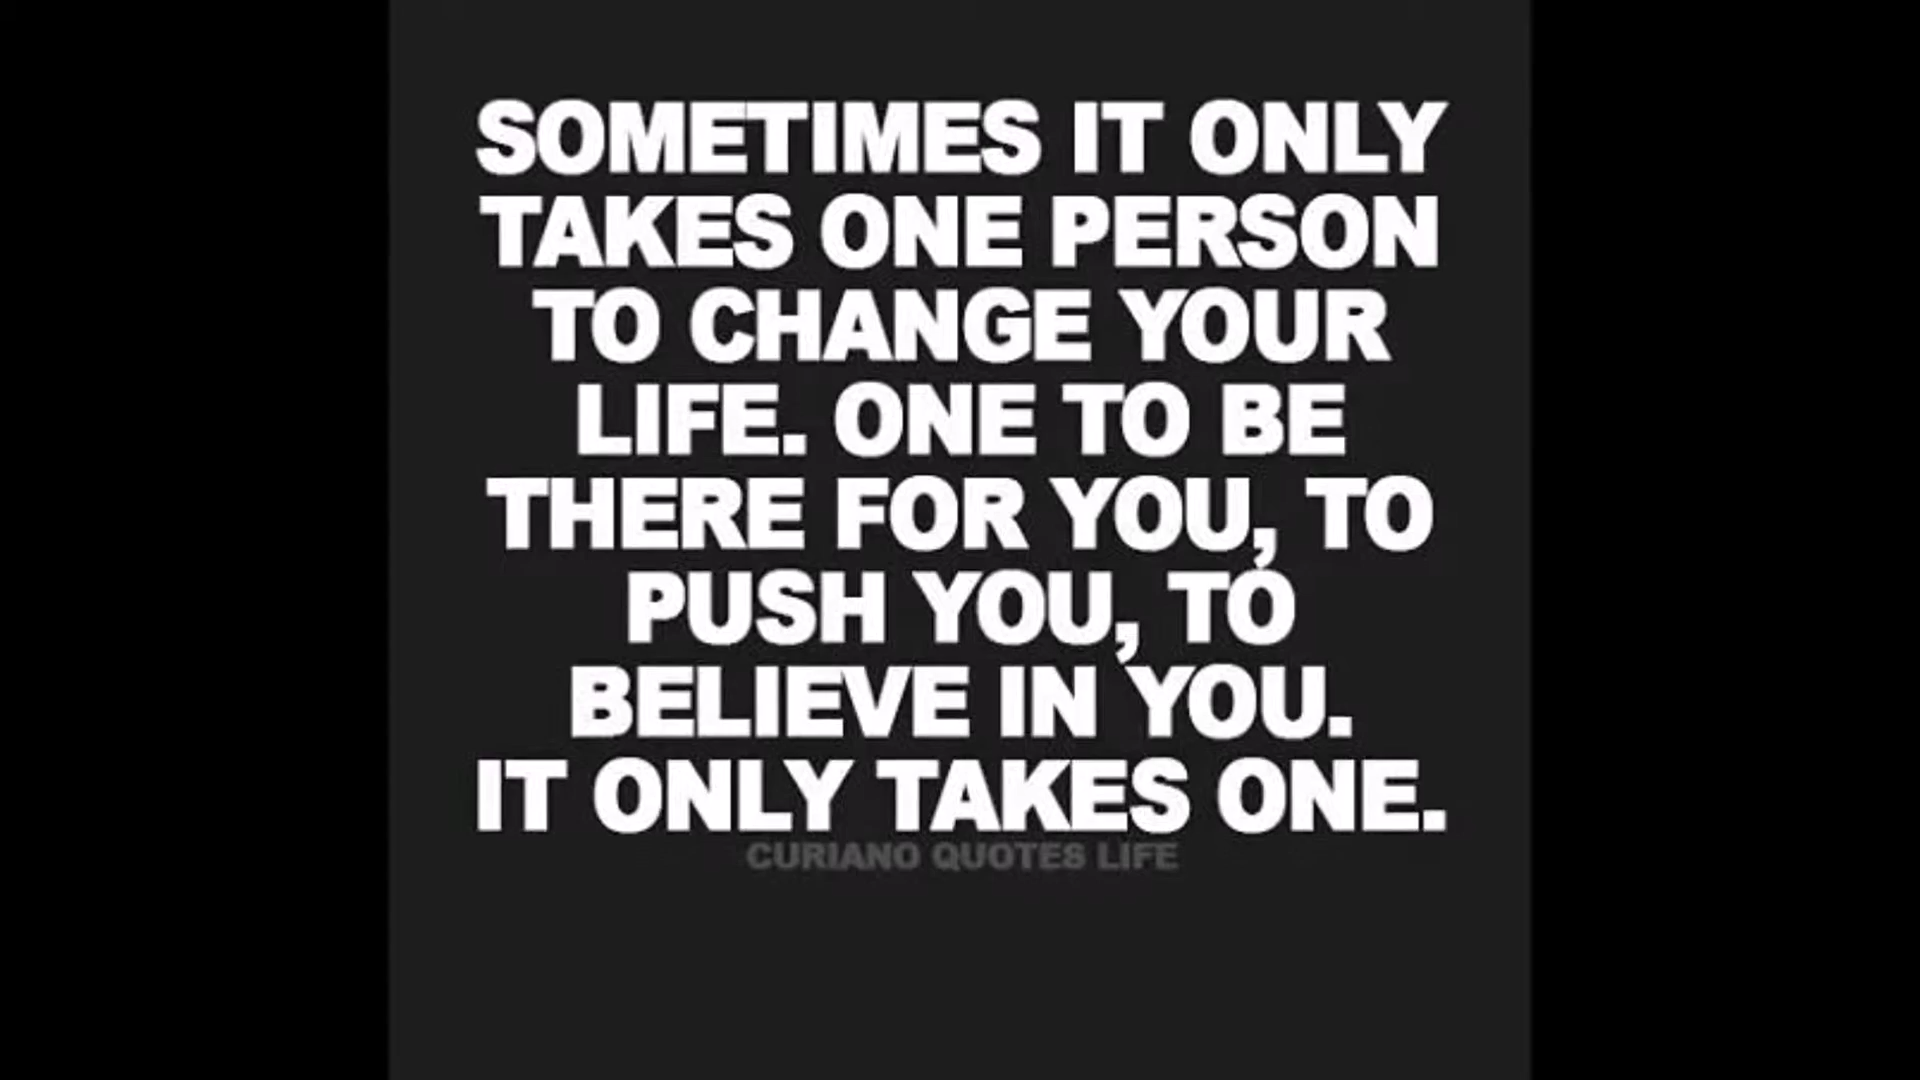 SOMETIMES IT ONLY
TAKES ONE PERSON
TO CHANGE YOUR
LIFE. ONE TO BE
THERE FOR YOU, TO
PUSH YOU, TO
BELIEVE IN YOU.
IT ONLY TAKES ONE.
CURIANO QUOTES LIFE